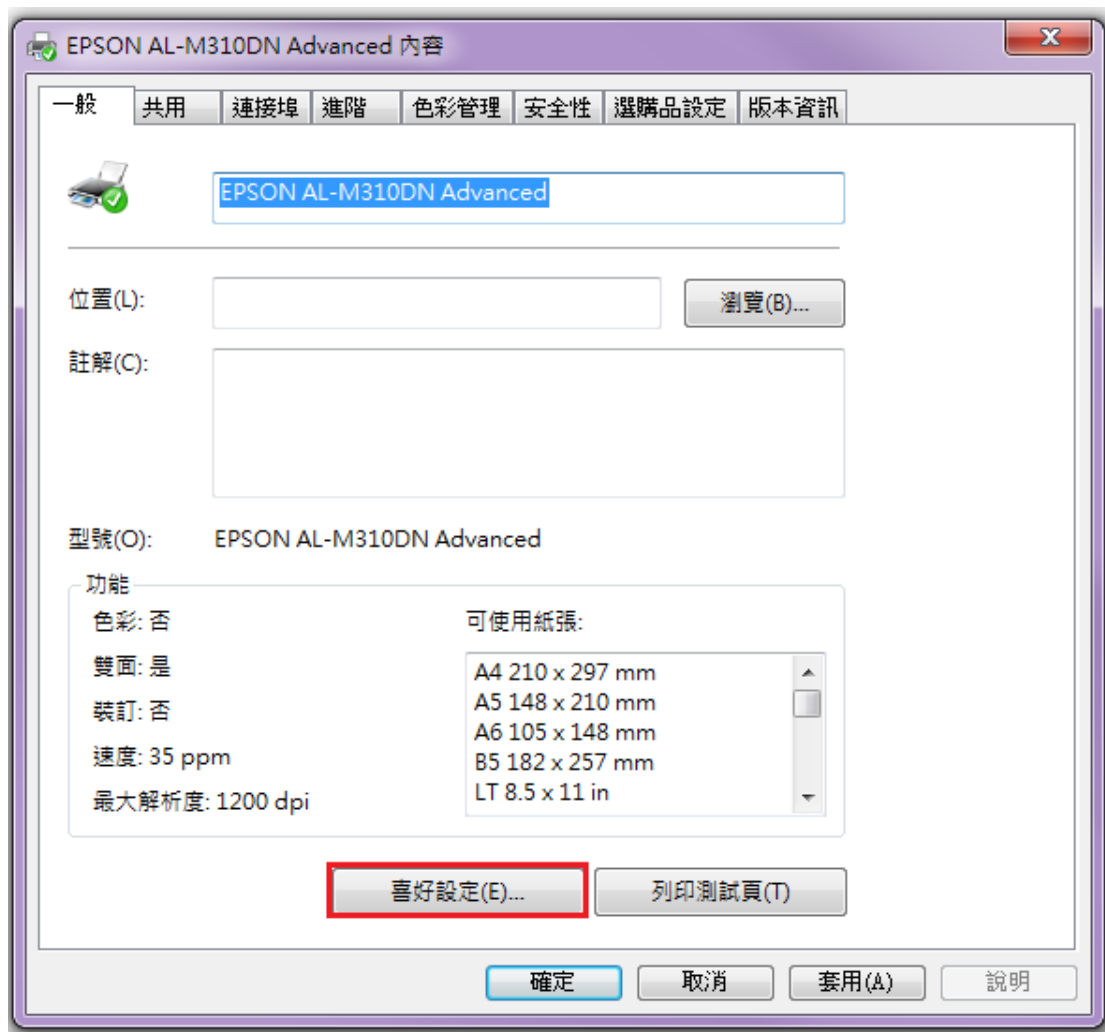 EPSON AL-M310DN Advanced 內容
一般 共用 連接埠 進階 色彩管理 安全性 選購品設定 版本資訊
EPSON AL-M310DN Advanced
位置(L): 瀏覽(B)...
註解(C):
型號(O): EPSON AL-M310DN Advanced
功能
色彩: 否 可使用紙張:
雙面: 是
A4 210 x 297 mm
裝訂: 否
A5 148 x 210 mm
A6 105 x 148 mm
速度: 35 ppm
B5 182 x 257 mm
最大解析度: 1200 dpi
LT 8.5 x 11 in
喜好設定(E)... 列印測試頁(T)
確定 取消 套用(A) 說明